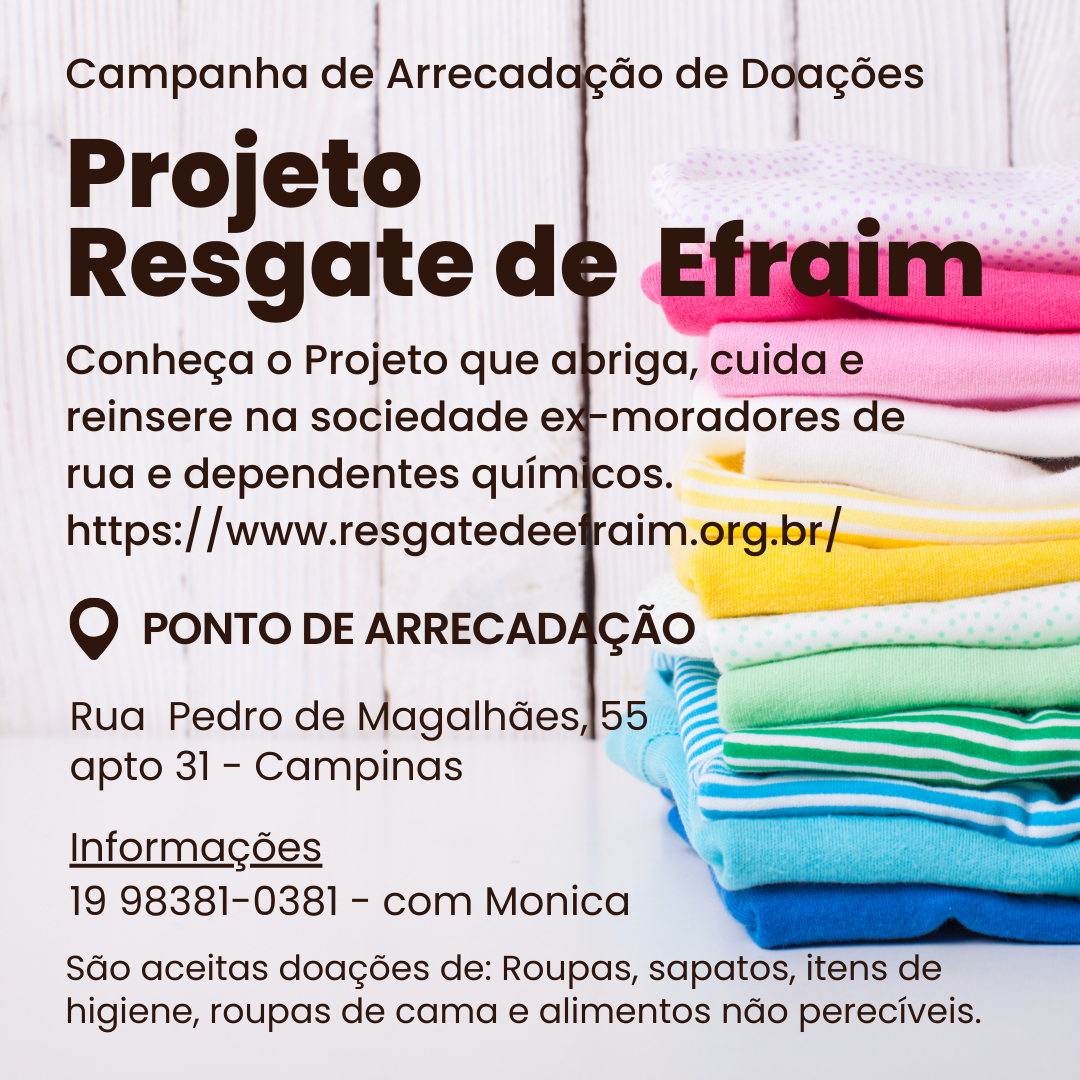 Campanha de Arrecadação de Doações
Projeto
Resgate de Efraim
Conheça o Projeto que abriga, cuida e
reinsere na sociedade ex-moradores de
rua e dependentes químicos.
https://www.resgatedeefraim.org.br/
PONTO DE ARRECADAÇÃO
Rua Pedro de Magalhães, 55
apto 31 - Campinas
Informações
19 98381-0381 - com Monica
São aceitas doações de: Roupas, sapatos, itens de
higiene, roupas de cama e alimentos não perecíveis.